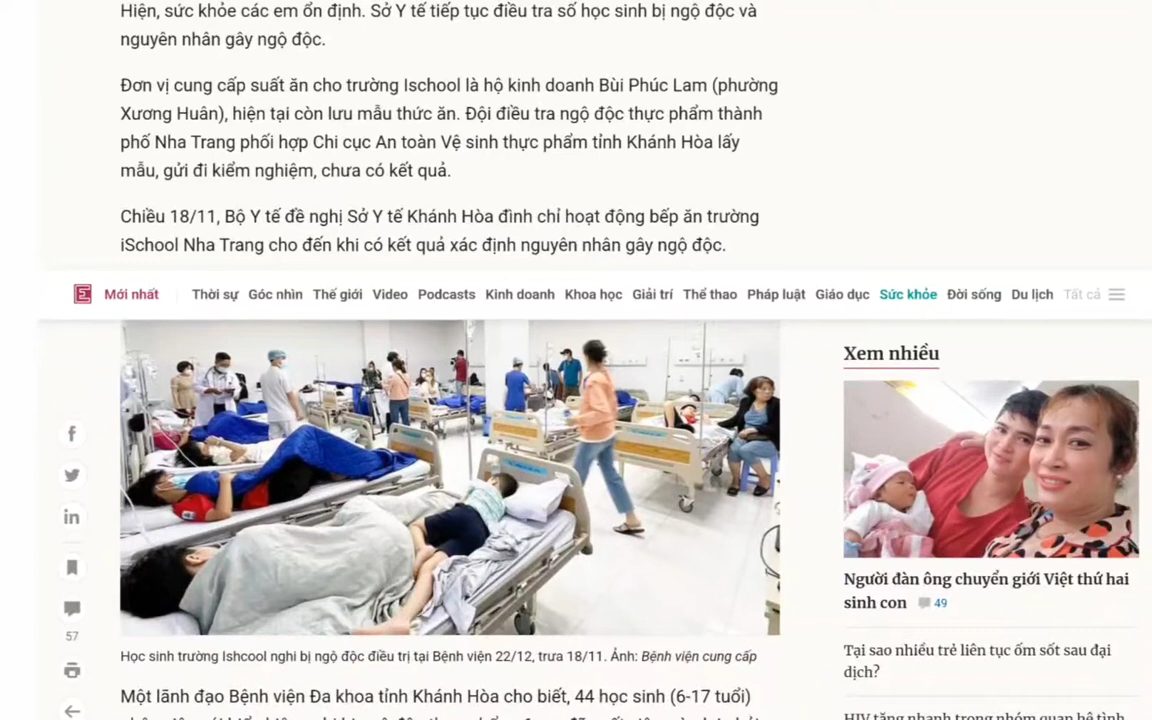 Hiện, sức khỏe các em ổn định. Sở Y tế tiếp tục điều tra số học sinh bị ngộ độc và
nguyên nhân gây ngộ độc.
Đơn vị cung cấp suất ăn cho trường Ischool là hộ kinh doanh Bùi Phúc Lam (phường
Xương Huân), hiện tại còn lưu mẫu thức ăn. Đội điều tra ngộ độc thực phẩm thành
phố Nha Trang phối hợp Chi cục An toàn Vệ sinh thực phẩm tỉnh Khánh Hòa lấy
mẫu, gửi đi kiểm nghiệm, chưa có kết quả.
Chiều 18/11, Bộ Y tế đề nghị Sở Y tế Khánh Hòa đình chỉ hoạt động bếp ăn trường
iSchool Nha Trang cho đến khi có kết quả xác định nguyên nhân gây ngộ độc.
Mới nhất Thời sự Góc nhìn Thế giới Video Podcasts Kinh doanh Khoa học Giải trí Thể thao Pháp luật Giáo dục Sức khỏe Đời sống Du lịch Tất cả
57
Học sinh trường Ishcool nghi bị ngộ độc điều trị tại Bệnh viện 22/12, trưa 18/11. Ảnh: Bệnh viện cung cấp
Một lãnh đạo Bệnh viện Đa khoa tỉnh Khánh Hòa cho biết, 44 học sinh (6-17 tuổi)
Xem nhiều
Người đàn ông chuyển giới Việt thứ hai
sinh con 49
Tại sao nhiều trẻ liên tục ốm sốt sau đại
dịch?
HIV tăng nhanh trong nhóm quan hệ tình